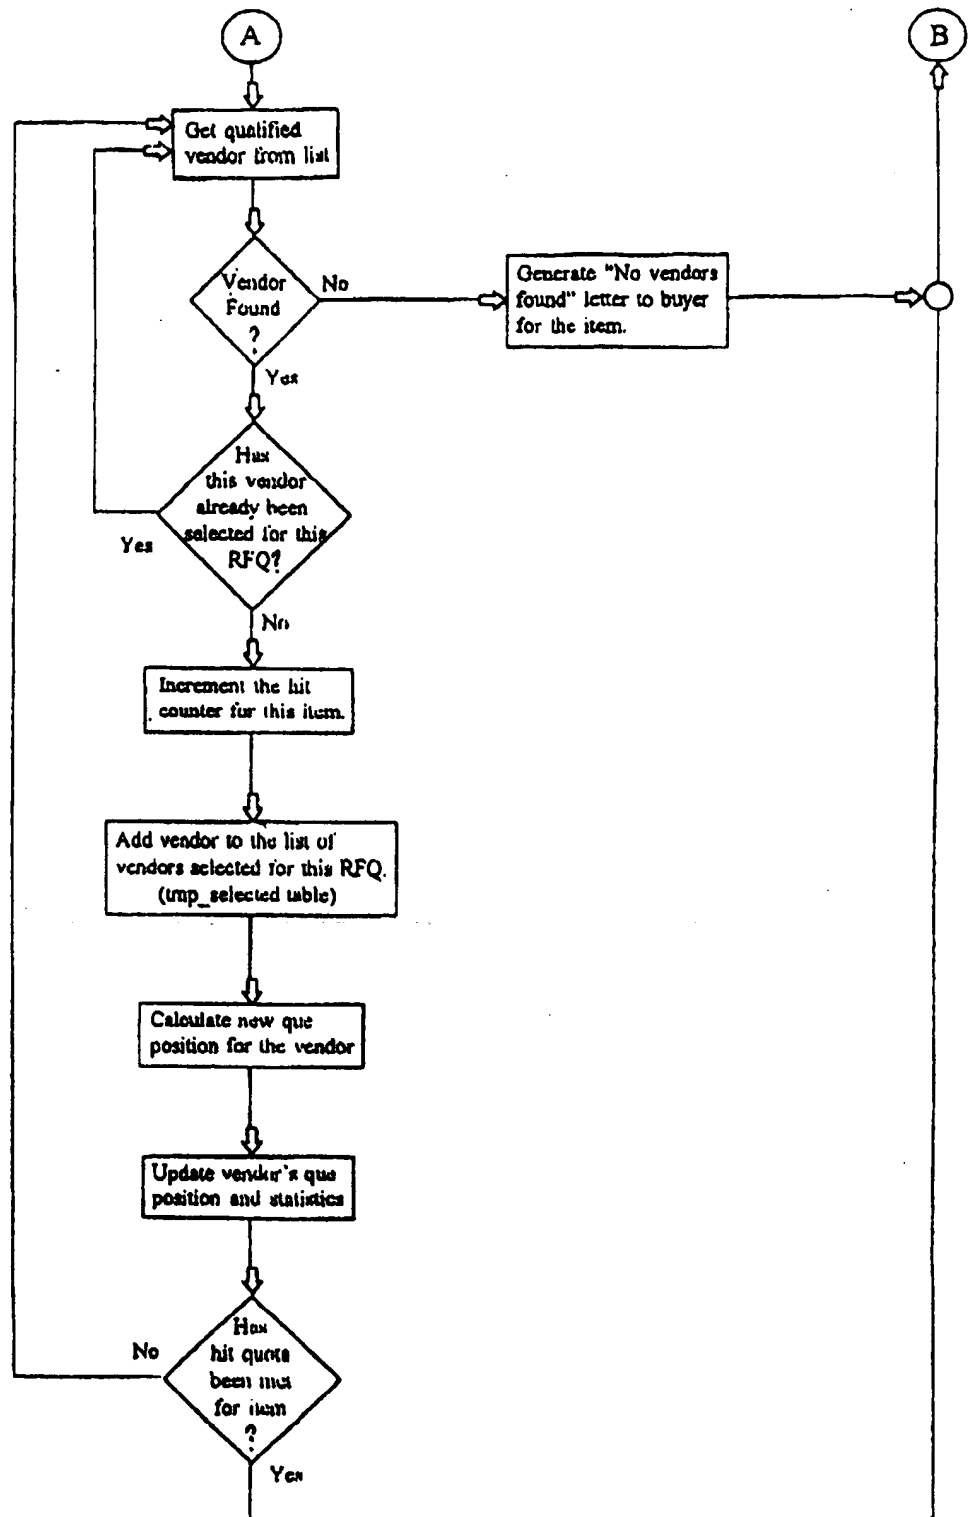 A
B
Get qualified
vendor from list
Vendor
Found
?
No
Generate "No vendors
found" letter to buyer
for the item.
Yes
Has
this vendor
already been
selected for this
RFQ?
Yes
No
Increment the hit
counter for this item.
Add vendor to the list of
vendors selected for this RFQ.
(tmp_selected table)
Calculate new que
position for the vendor
Update vendor's que
position and statistics
No
Has
hit quota
been met
for item
?
Yes